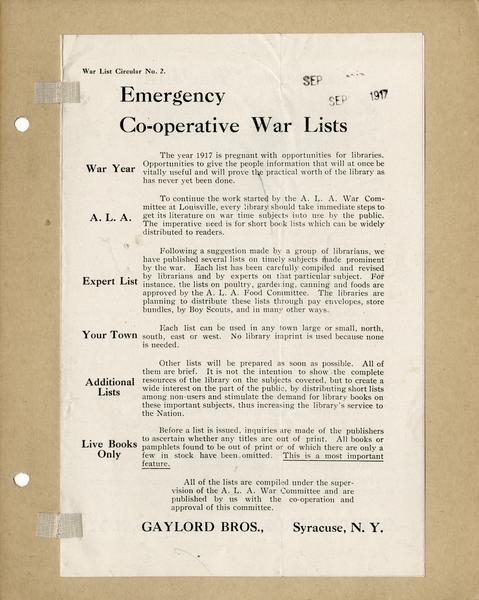 War List Circular No. 2.
SEP
SEP 1917
Emergency
Co-operative War Lists
War Year
The year 1917 is pregnant with opportunities for libraries.
Opportunities to give the people information that will at once be
vitally useful and will prove the practical worth of the library as
has never yet been done.
A. L. A.
To continue the work started by the A. L. A. War Com-
mittee at Louisville, every library should take immediate steps to
get its literature on war time subjects into use by the public.
The imperative need is for short book lists which can be widely
distributed to readers.
Expert List
Following a suggestion made by a group of librarians, we
have published several lists on timely subjects made prominent
by the war. Each list has been carefully compiled and revised
by librarians and by experts on that particular subject. For
instance, the lists on poultry, gardening, canning and foods are
approved by the A. L. A. Food Committee. The libraries are
planning to distribute these lists through pay envelopes, store
bundles, by Boy Scouts, and in many other ways.
Your Town
Each list can be used in any town large or small, north,
south, east or west. No library imprint is used because none
is needed.
Additional
Lists
Other lists will be prepared as soon as possible. All of
them are brief. It is not the intention to show the complete
resources of the library on the subjects covered, but to create a
wide interest on the part of the public, by distributing short lists
among non-users and stimulate the demand for library books on
these important subjects, thus increasing the library's service to
the Nation.
Live Books
Only
Before a list is issued, inquiries are made of the publishers
to ascertain whether any titles are out of print. All books or
pamphlets found to be out of print or of which there are only a
few in stock have been omitted. This is a most important
feature.
All of the lists are compiled under the super-
vision of the A. L. A. War Committee and are
published by us with the co-operation and
approval of this committee.
GAYLORD BROS., Syracuse, N. Y.